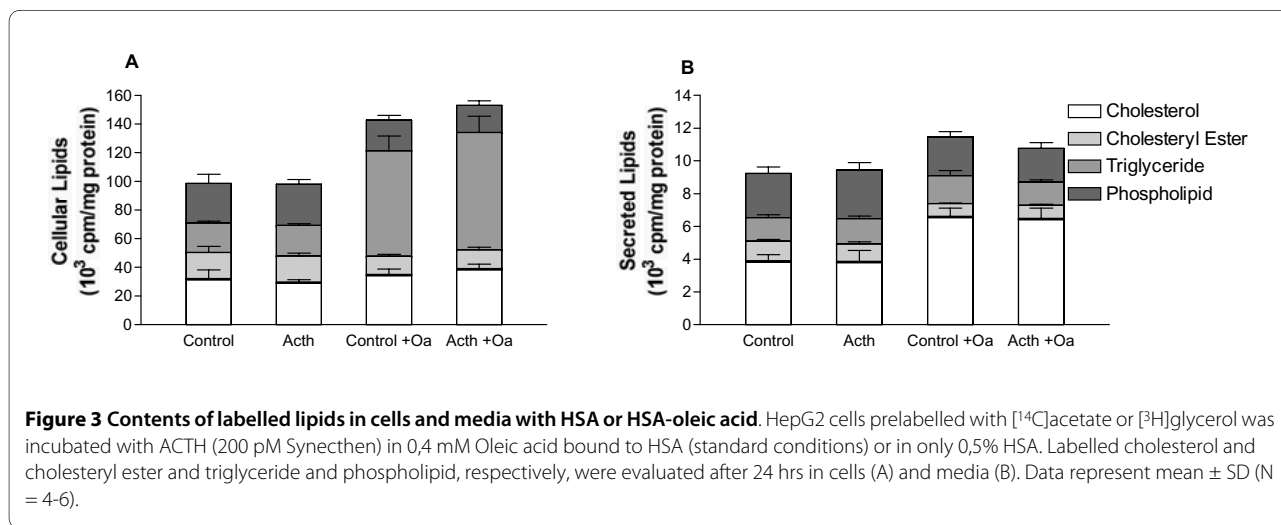 A
Cellular Lipids
(10³ cpm/mg protein)
160
140
120
100
80
60
40
20
0
Control Acth Control +Oa Acth +Oa
B
Secreted Lipids
(10³ cpm/mg protein)
14
12
10
8
6
4
2
0
Control Acth Control +Oa Acth +Oa
Cholesterol
Cholesteryl Ester
Triglyceride
Phospholipid
Figure 3 Contents of labelled lipids in cells and media with HSA or HSA-oleic acid. HepG2 cells prelabelled with [¹⁴C]acetate or [³H]glycerol was
incubated with ACTH (200 pM Synecthen) in 0,4 mM Oleic acid bound to HSA (standard conditions) or in only 0,5% HSA. Labelled cholesterol and
cholesteryl ester and triglyceride and phospholipid, respectively, were evaluated after 24 hrs in cells (A) and media (B). Data represent mean ± SD (N
= 4-6).